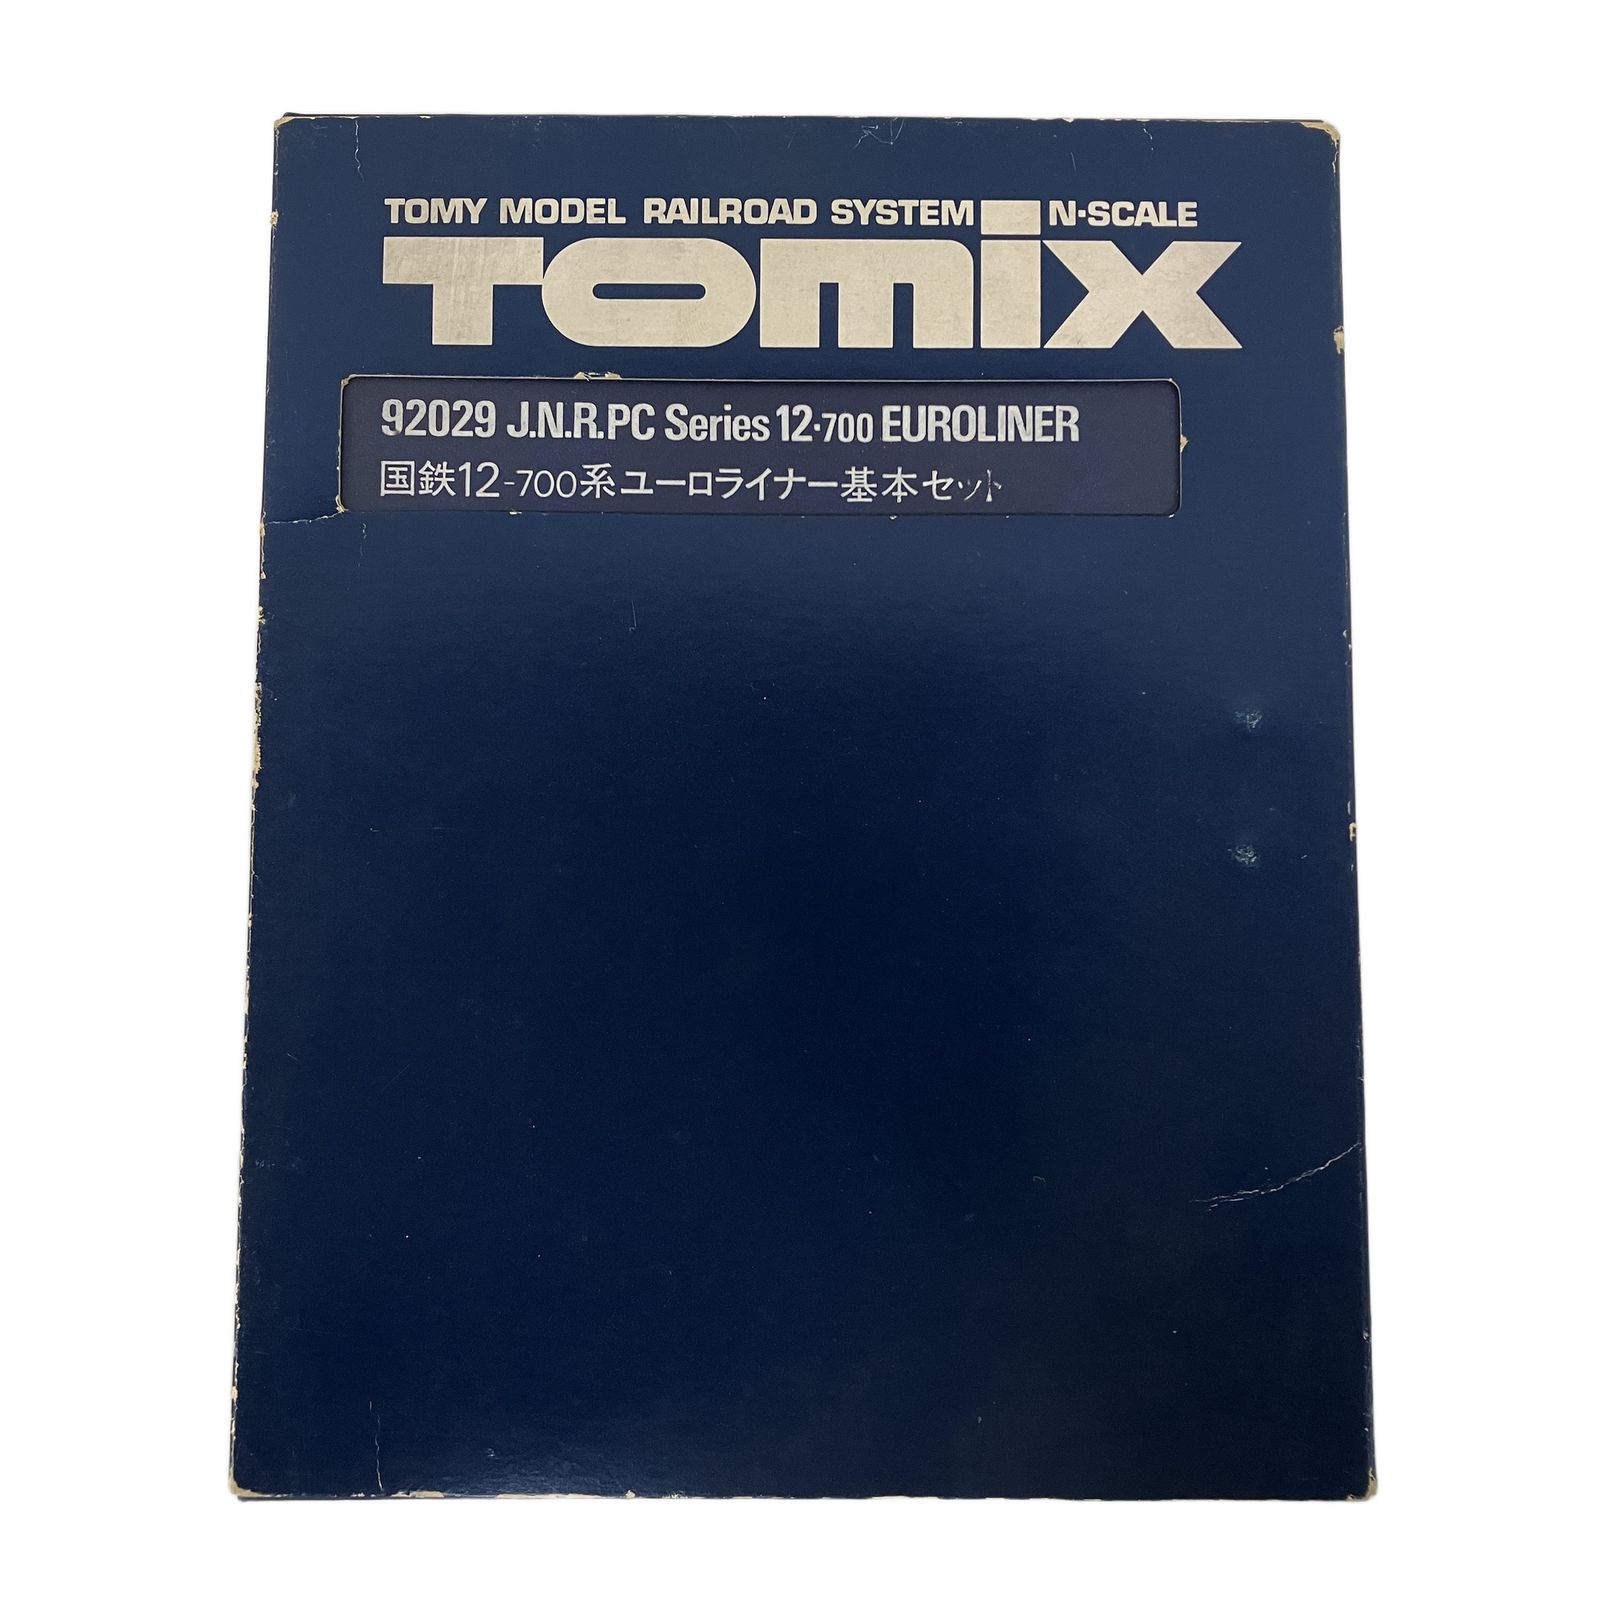 TOMY MODEL RAILROAD SYSTEM N-SCALE
TOMIX
92029 J.N.R.PC Series 12-700 EUROLINER
国鉄12-700系ユーロライナー基本セット